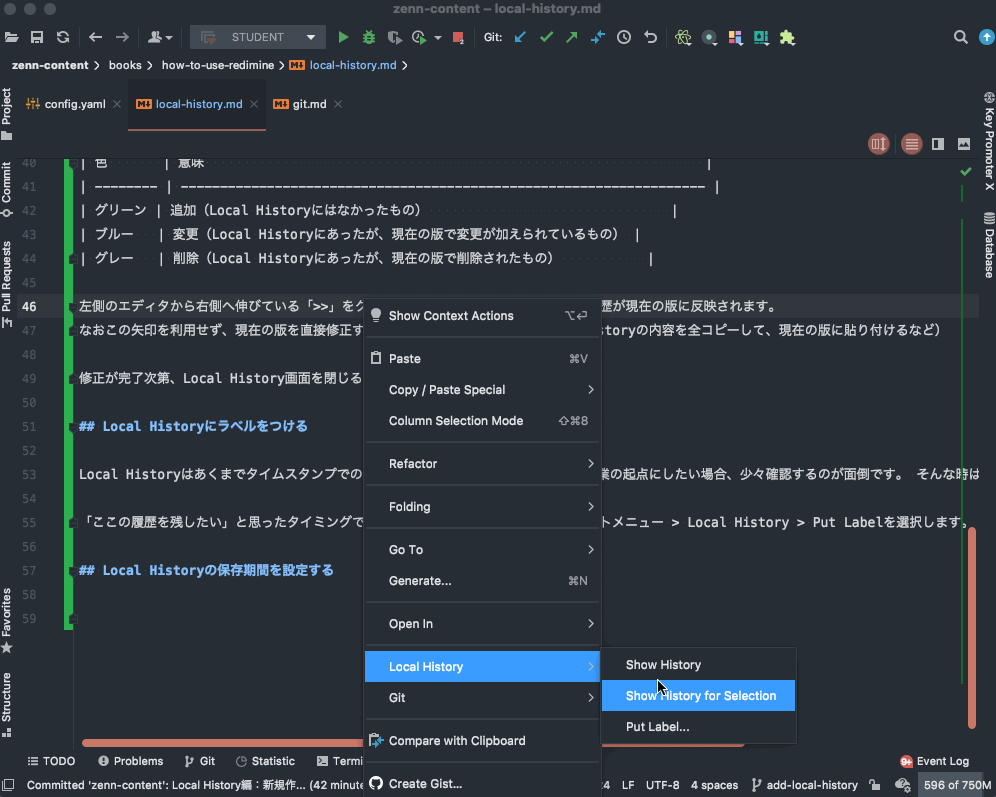 zenn-content – local-history.md
STUDENT
Git:
zenn-content > books > how-to-use-redimine > local-history.md >
config.yaml
local-history.md
git.md
Project
Commit
Pull Requests
Favorites
Structure
Key Promoter X
Database
40 | 色 | 意味 |
41 | -------- | ------------------------------------------------------------------ |
42 | グリーン | 追加（Local Historyにはなかったもの） |
43 | ブルー | 変更（Local Historyにあったが、現在の版で変更が加えられているもの） |
44 | グレー | 削除（Local Historyにあったが、現在の版で削除されたもの） |
45
46 左側のエディタから右側へ伸びている「>>」をク 歴が現在の版に反映されます。
47 なおこの矢印を利用せず、現在の版を直接修正す storyの内容を全コピーして、現在の版に貼り付けるなど）
48
49 修正が完了次第、Local History画面を閉じる
50
51 ## Local Historyにラベルをつける
52
53 Local Historyはあくまでタイムスタンプでの 業の起点にしたい場合、少々確認するのが面倒です。 そんな時は
54
55 「ここの履歴を残したい」と思ったタイミングで トメニュー > Local History > Put Labelを選択します。
56
57 ## Local Historyの保存期間を設定する
58
59
Show Context Actions ⌥⏎
Paste ⌘V
Copy / Paste Special
Column Selection Mode ⇧⌘8
Refactor
Folding
Go To
Generate... ⌘N
Open In
Local History
Git
Compare with Clipboard
Create Gist...
Show History
Show History for Selection
Put Label...
TODO
Problems
Git
Statistic
Termi
9+ Event Log
Committed 'zenn-content': Local History編：新規作... (42 minute
:4 LF UTF-8 4 spaces add-local-history 596 of 750M